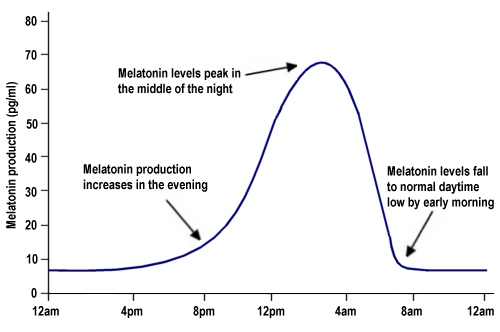 80
70
60
50
40
30
20
10
0
Melatonin production (pg/ml)
Melatonin levels peak in
the middle of the night
Melatonin production
increases in the evening
Melatonin levels fall
to normal daytime
low by early morning
12am
4pm
8pm
12pm
4am
8am
12am